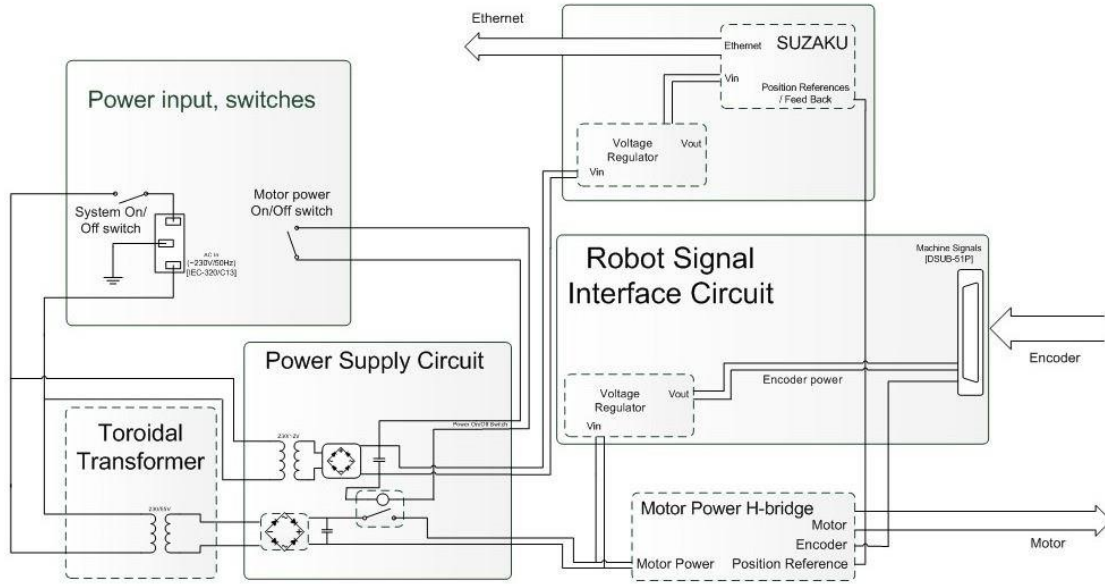 Ethernet
Ethernet
SUZAKU
Vin
Position References
/ Feed Back
Voltage
Regulator
Vout
Vin
Power input, switches
System On/
Off switch
Motor power
On/Off switch
AC In
(~230V/50Hz)
[IEC-320/C13]
Robot Signal
Interface Circuit
Machine Signals
[DSUB-51P]
Encoder
Encoder power
Voltage
Regulator
Vout
Vin
Power Supply Circuit
Power On/Off Switch
Toroidal
Transformer
Motor Power H-bridge
Motor
Encoder
Motor Power
Position Reference
Motor